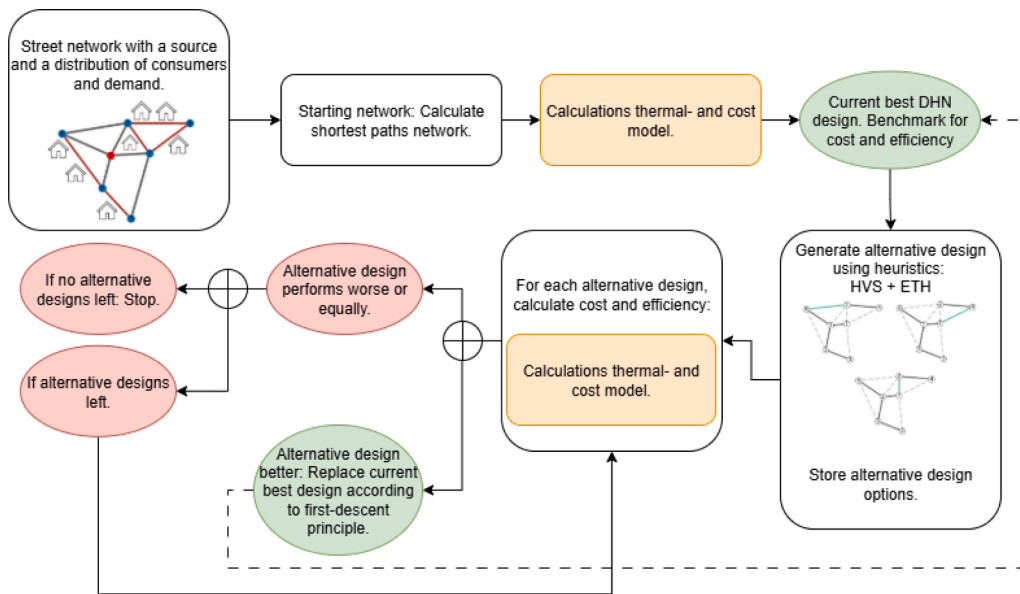 Street network with a source
and a distribution of consumers
and demand.
Starting network: Calculate
shortest paths network.
Calculations thermal- and cost
model.
Current best DHN
design. Benchmark for
cost and efficiency
Generate alternative design
using heuristics:
HVS + ETH
Store alternative design
options.
For each alternative design,
calculate cost and efficiency:
Calculations thermal- and
cost model.
Alternative design
performs worse or
equally.
If no alternative
designs left: Stop.
If alternative designs
left.
Alternative design
better: Replace current
best design according
to first-descent
principle.